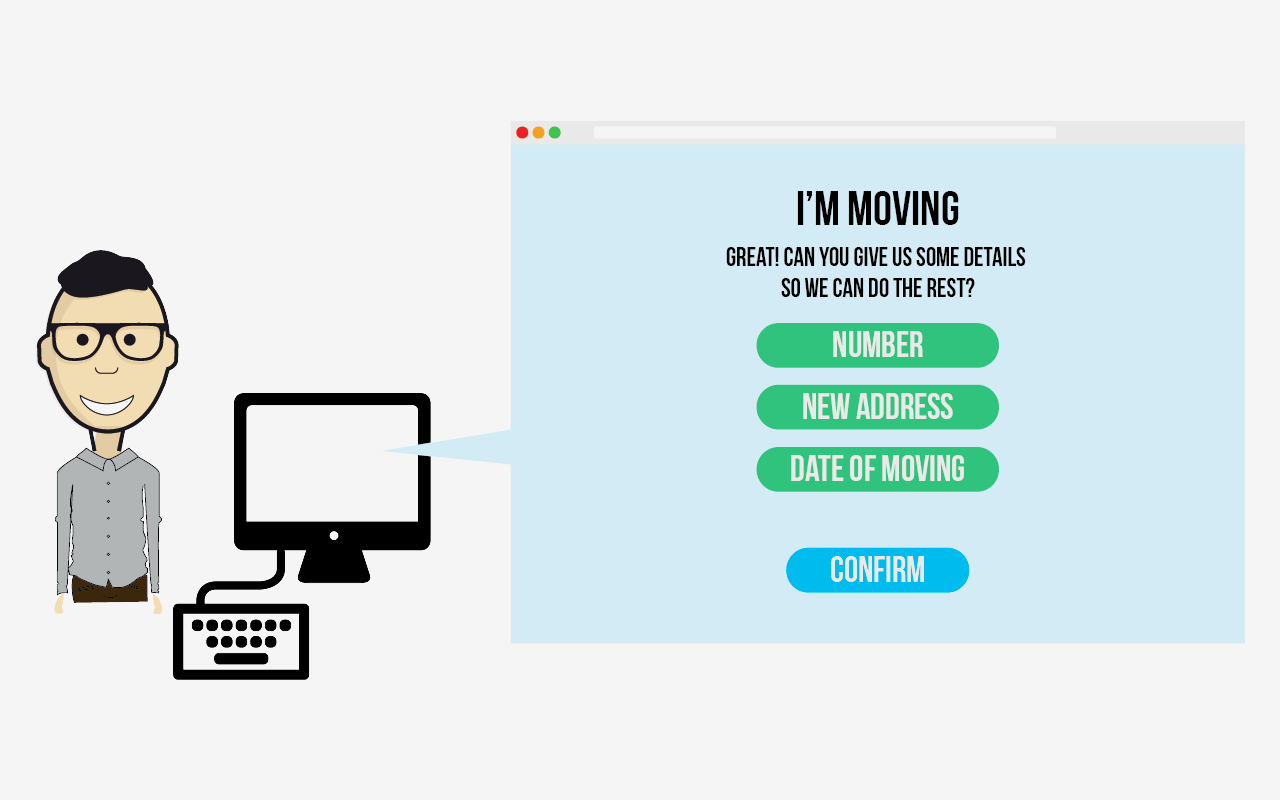 I’M MOVING
GREAT! CAN YOU GIVE US SOME DETAILS
SO WE CAN DO THE REST?
NUMBER
NEW ADDRESS
DATE OF MOVING
CONFIRM